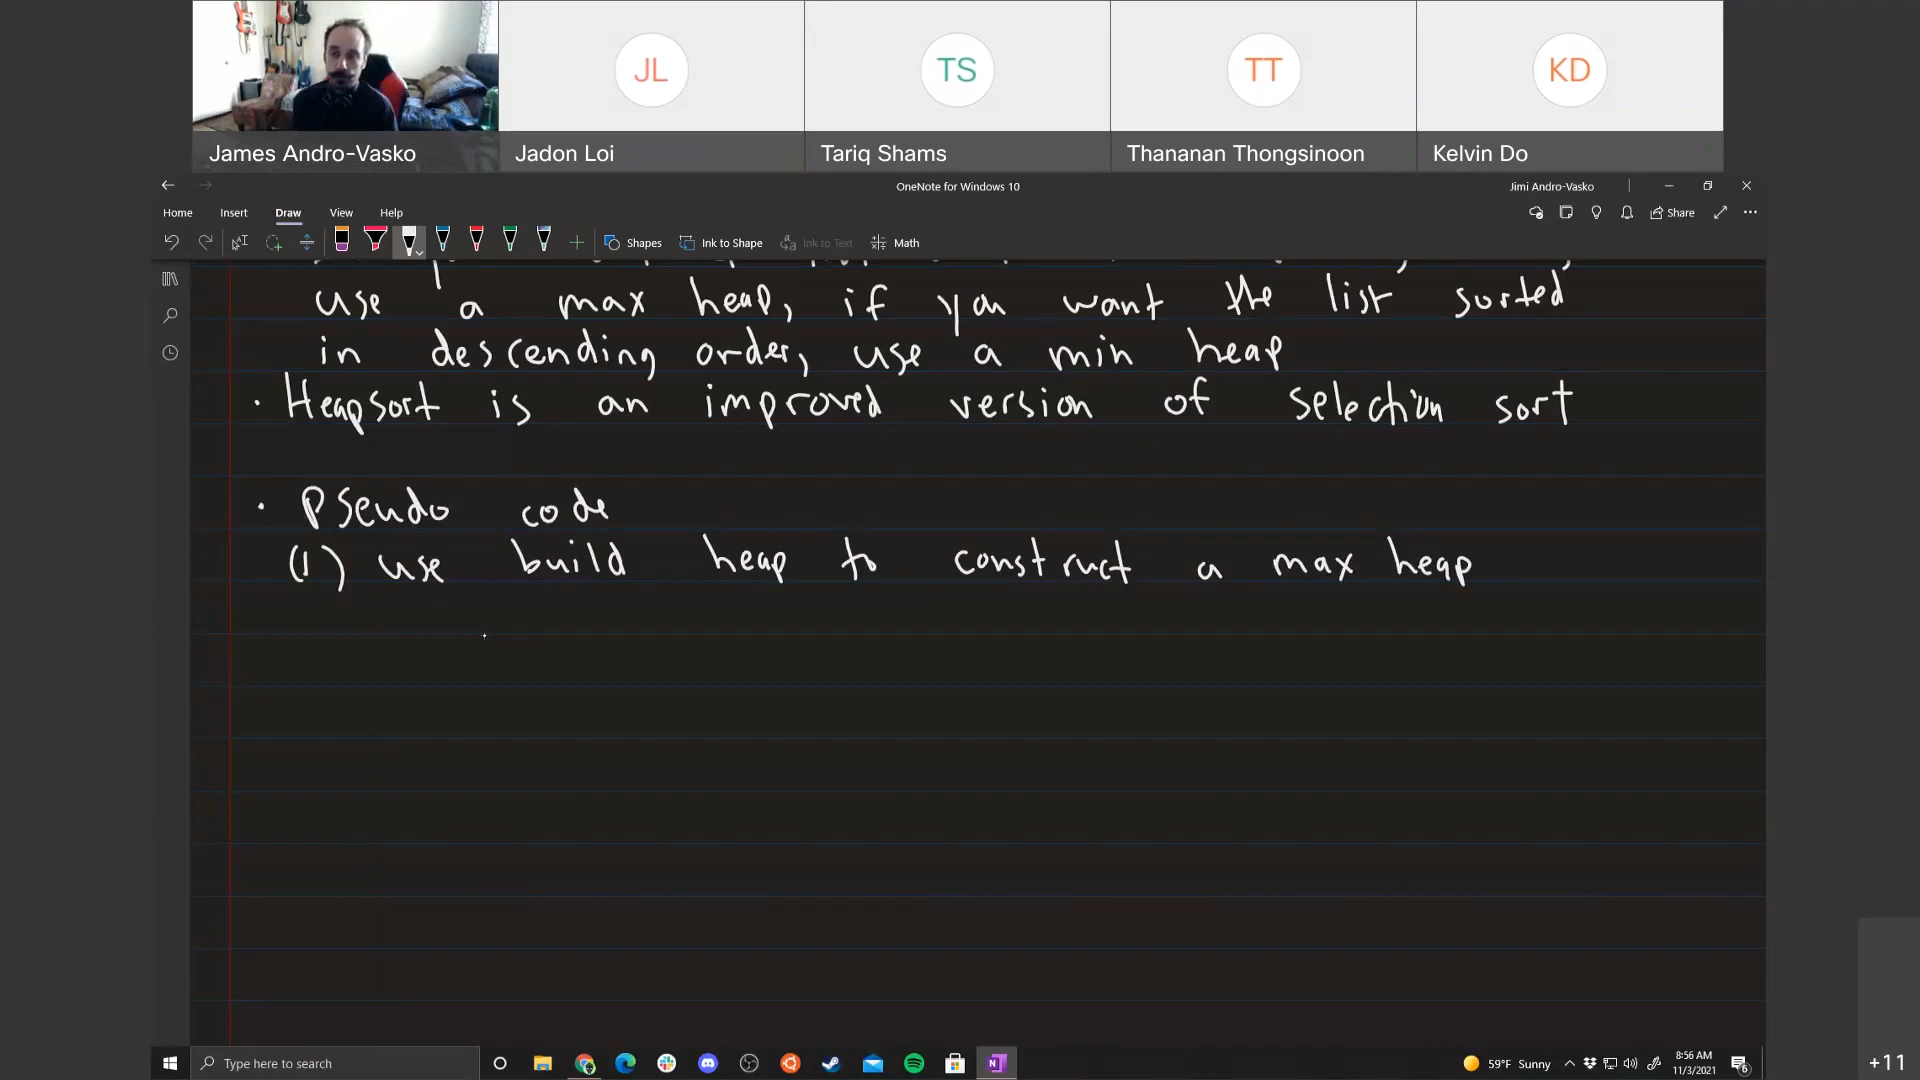 JL
TS
TT
KD
James Andro-Vasko
Jadon Loi
Tariq Shams
Thananan Thongsinoon
Kelvin Do
OneNote for Windows 10
Jimi Andro-Vasko
Home Insert Draw View Help
Share
Shapes
Ink to Shape
Ink to Text
Math
use a max heap, if you want the list sorted
in descending order, use a min heap
· Heapsort is an improved version of selection sort
· Pseudo code
(1) use build heap to construct a max heap
Type here to search
59°F Sunny
8:56 AM
11/3/2021
6
+11